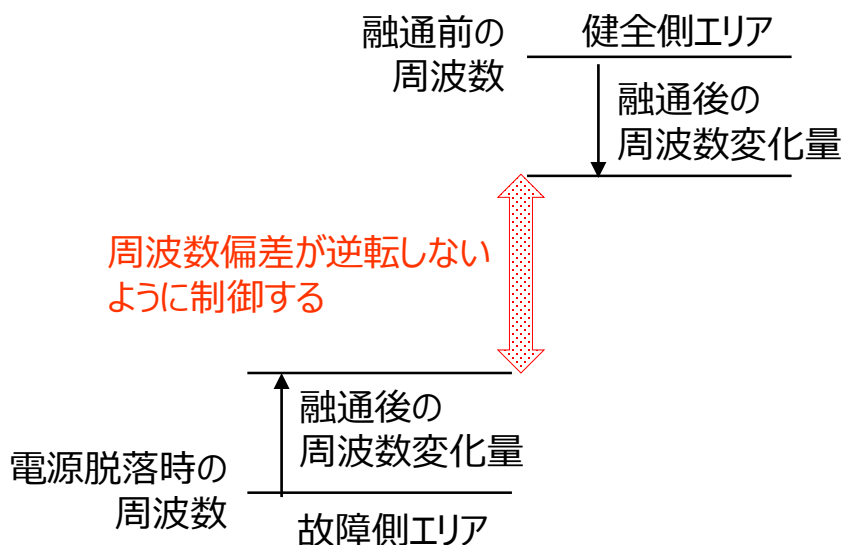 融通前の
周波数
健全側エリア
融通後の
周波数変化量
周波数偏差が逆転しない
ように制御する
融通後の
周波数変化量
電源脱落時の
周波数
故障側エリア